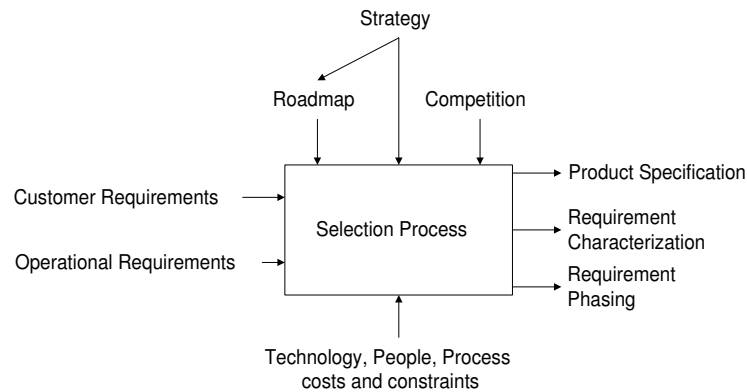 Strategy
Roadmap
Competition
Customer Requirements
Operational Requirements
Selection Process
Product Specification
Requirement
Characterization
Requirement
Phasing
Technology, People, Process
costs and constraints